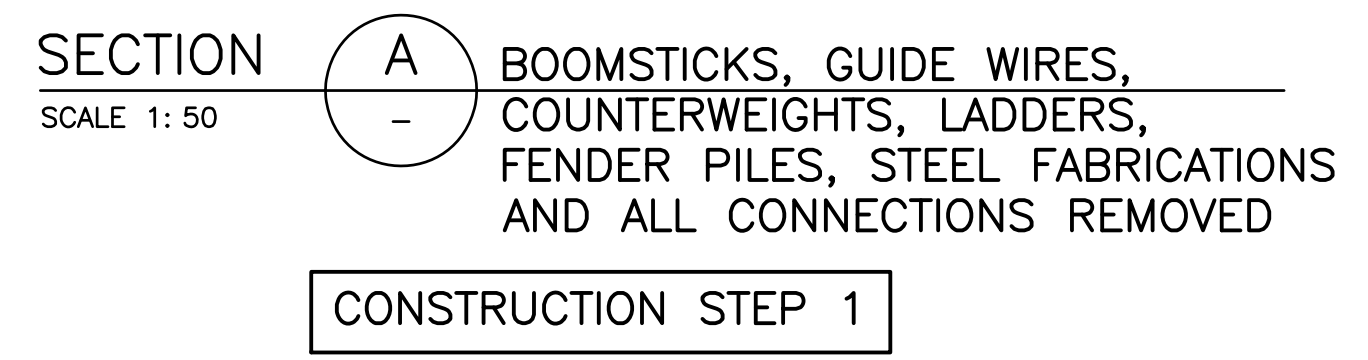 SECTION
SCALE 1:50
A
-
BOOMSTICKS, GUIDE WIRES,
COUNTERWEIGHTS, LADDERS,
FENDER PILES, STEEL FABRICATIONS
AND ALL CONNECTIONS REMOVED
CONSTRUCTION STEP 1